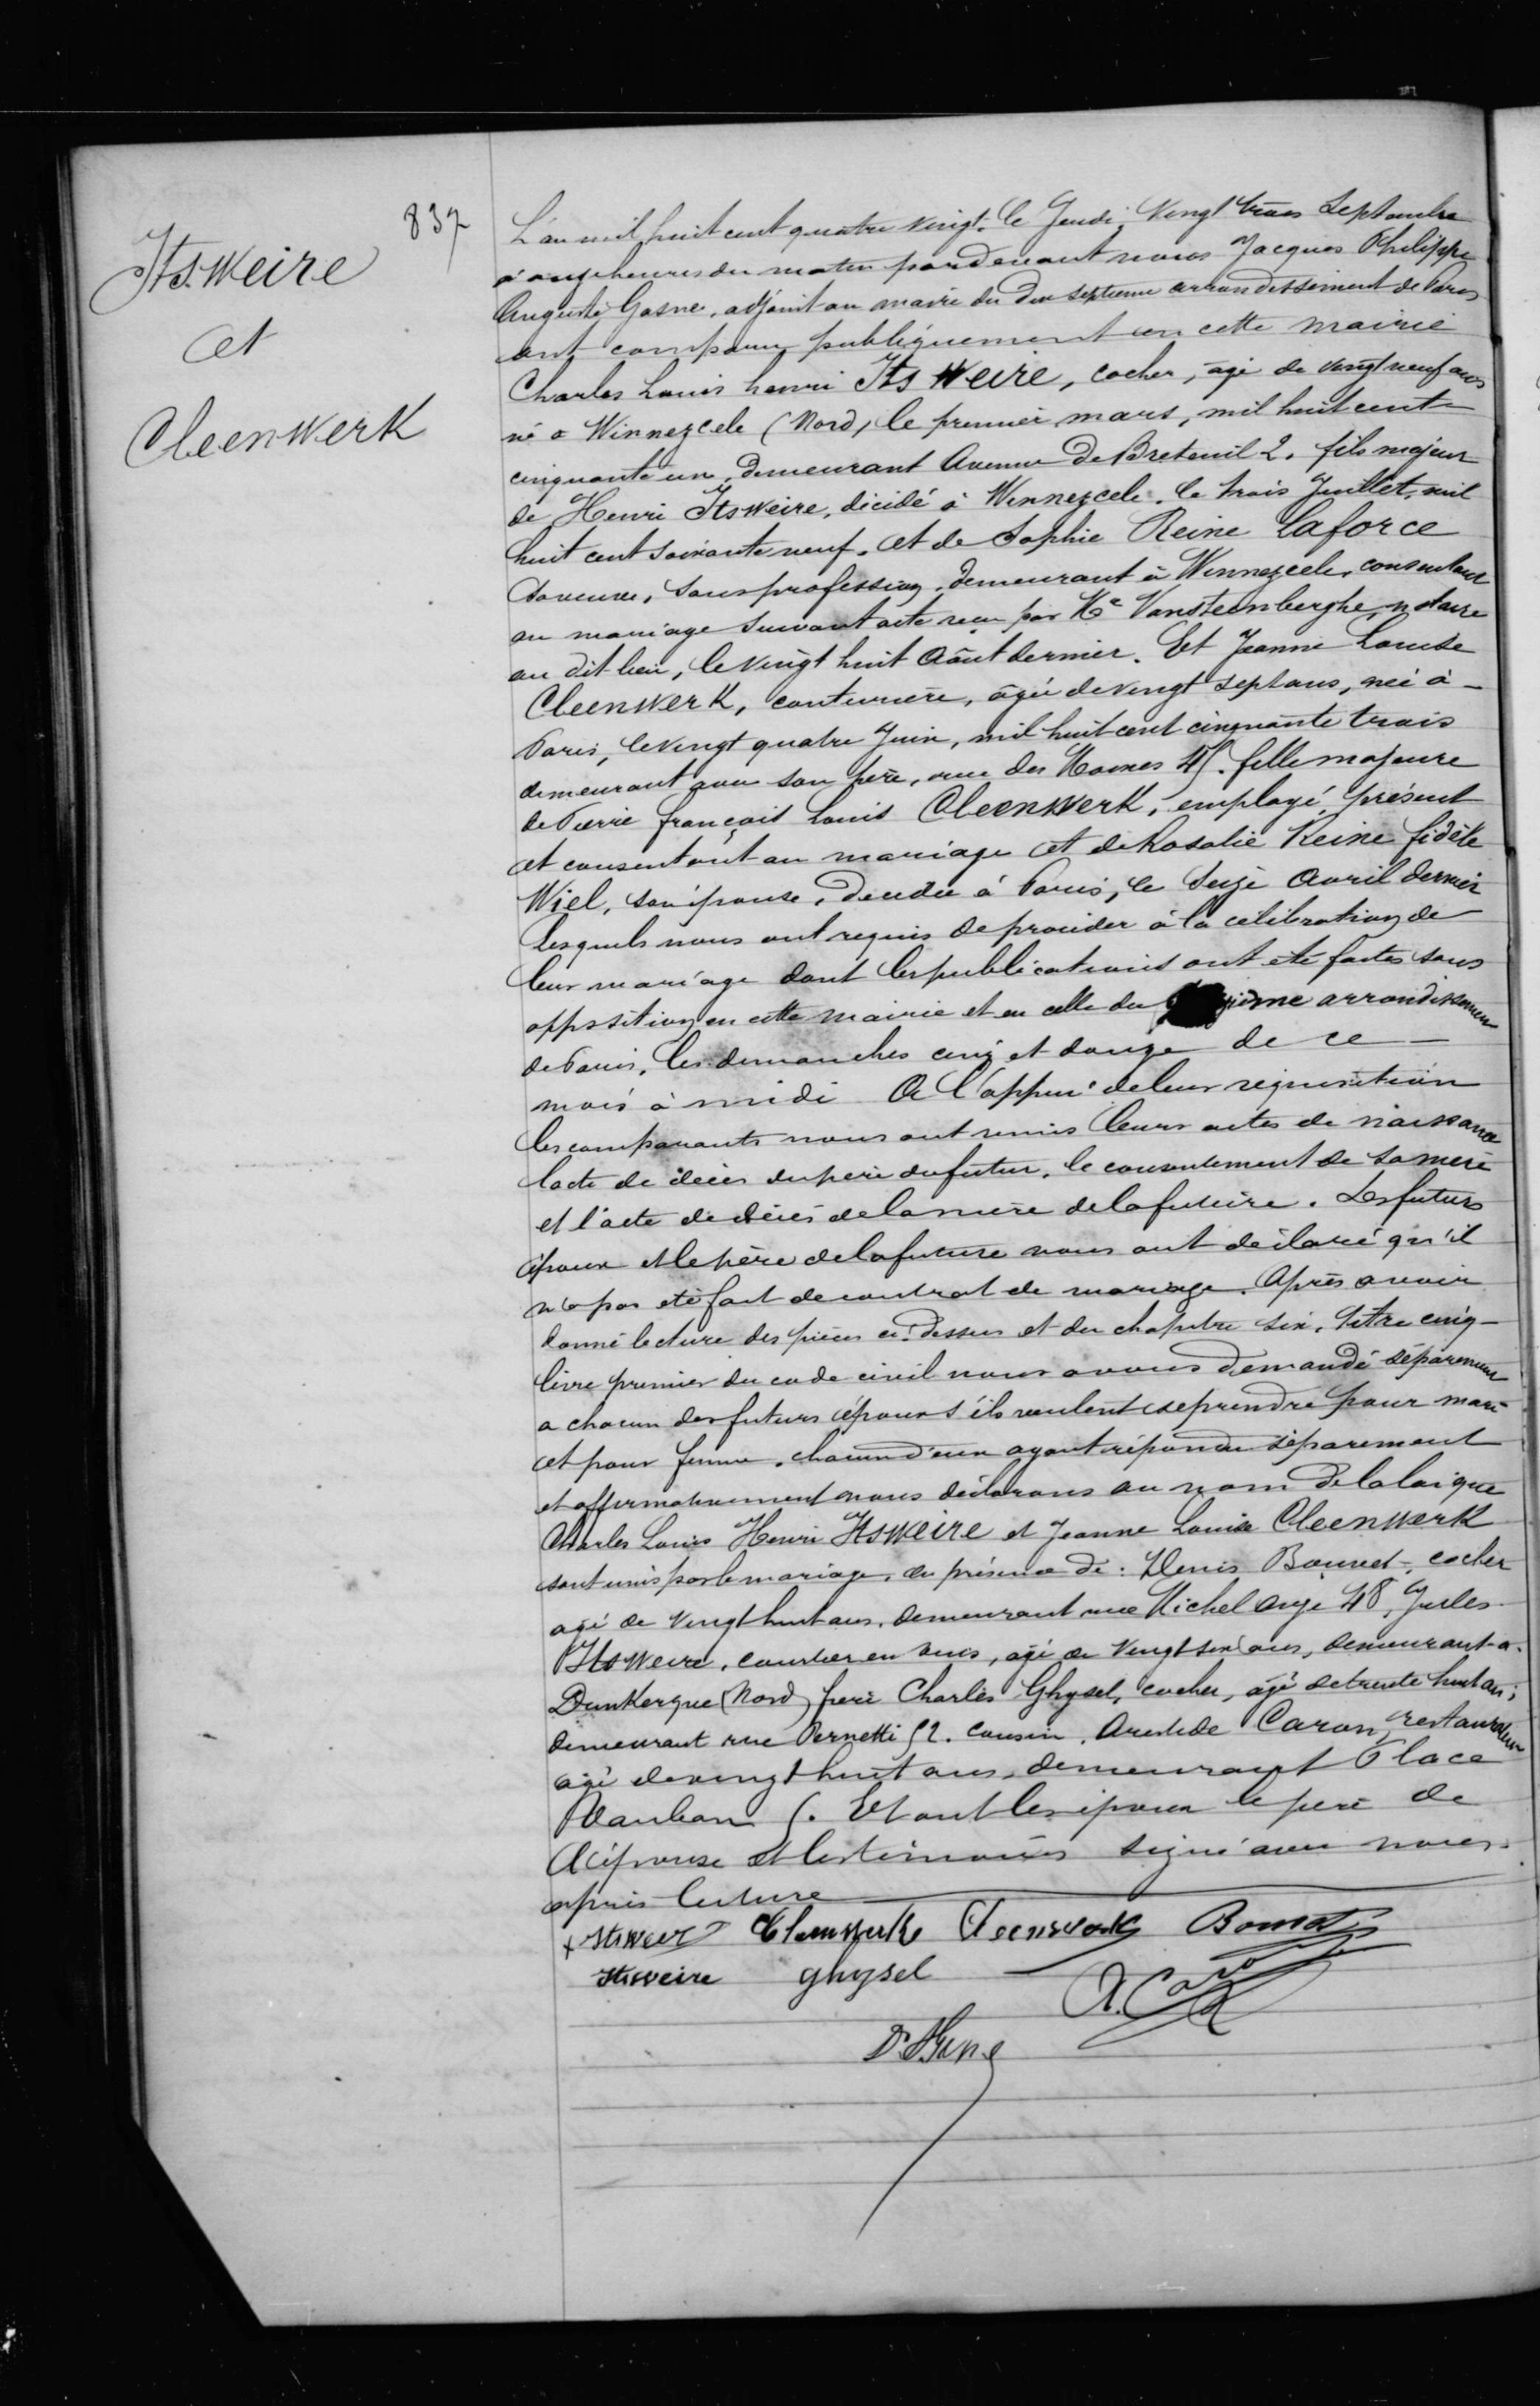 837
Itsweire
et
Cleenwerk
L'an mil huit cent quatre vingt. le Jeudi, Vingt trois Septembre
à onze heures du matin par devant nous Jacques Philippe
Auguste Gosne, adjoint au maire du dix septieme arrondissement de Paris
ont comparu publiquement en cette mairie
Charles Louis henri Itsweire, cocher, âgé de vingt neuf ans
né à Winnezeele (Nord) le premier mars, mil huit cent
cinquante un, demeurant Avenue De Breteuil 2. fils majeur
de Henri Itsweire, décédé à Winnezeele. le trois Juillet, mil
huit cent soixante neuf. et de Sophie Reine Laforce
sa veuve, sans profession. demeurant à Winnezeele, consentant
au mariage suivant acte reçu par Me Vansteenberghe, notaire
au dit lieu, le vingt huit Août dernier. Et Jeanne Louise
Cleenwerk, couturière, âgée de vingt sept ans, née à
Paris, le vingt quatre Juin, mil huit cent cinquante trois
demeurant avec son père, rue des Moines 45. fille majeure
de Pierre françois Louis Cleenwerk, employé, présent
et consentant au mariage et de Rosalie Reine fidèle
Wiel, son épouse, décédée à Paris, le seize Avril dernier
Lesquels nous ont requis de procéder à la célébration de
leur mariage dont les publications ont été faites sans
opposition en cette mairie et en celle du arrondissement
de Paris, les dimanches cinq et douze de ce
mois à midi A l'appui de leur réquisition
les comparants nous ont remis leurs actes de naissance
l'acte de décès du père du futur. le consentement de sa mère
et l'acte de décès de la mère de la future. Les futurs
époux et le père de la future nous ont déclaré qu'il
n'a pas été fait de contrat de mariage. Après avoir
donné lecture des pièces ci-dessus et du chapitre six, titre cinq
livre premier du code civil nous avons demandé séparément
a chacun des futurs époux s'ils veulent se prendre pour mari
et pour femme. chacun d'eux ayant répondu séparement
et affirmativement nous déclarons au nom De la loi que
Charles Louis Henri Itsweire et Jeanne Louise Cleenwerk
sont unis par le mariage. en présence de : Denis Bouvet, cocher
âgé de vingt huit ans. demeurant rue Michel Ange 48, Jules
Itsweire, courtier en vins, âgé de vingt six ans, demeurant à
Dunkerque (Nord) frere Charles Ghysel, cocher, âgé de trente huit ans;
demeurant rue Pernetti 52. cousin. Aristide Caron, restaurateur
âgé de vingt huit ans, demeurant Place
Vauban 5. Et ont les époux le père de
l'épouse et les témoins signé avec nous
après lecture
Itsweire Cleenwerk Cleenwerk Bouvet
Itsweire ghysel
A. Caron